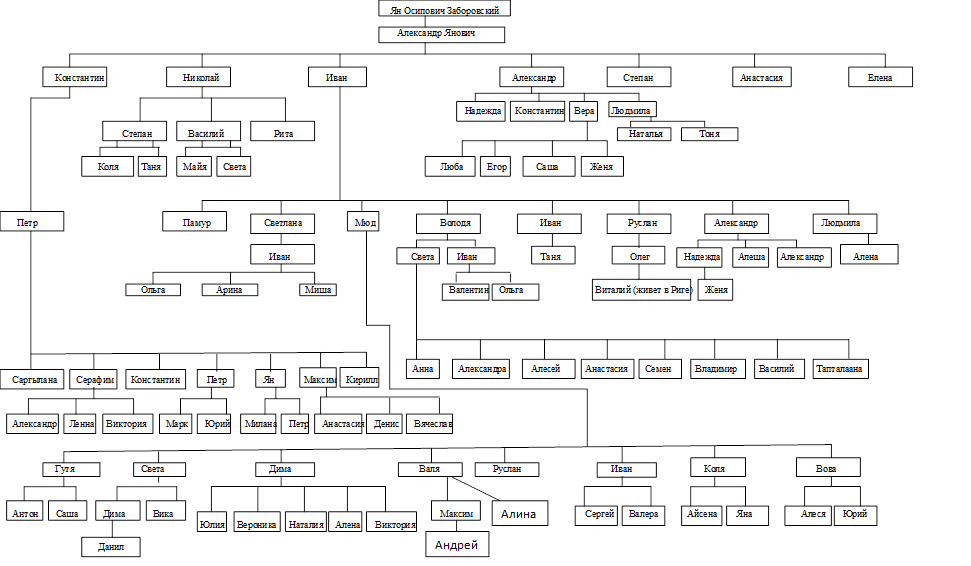 Ян Осипович Заборовский
Александр Янович
Константин Николай Иван Александр Степан Анастасия Елена
Надежда Константин Вера Людмила
Степан Василий Рита Наталья Тоня
Коля Таня Майя Света Люба Егор Саша Женя
Петр Памур Светлана Мюд Володя Иван Руслан Александр Людмила
Иван Света Иван Таня Олег Надежда Алеша Александр Алена
Ольга Арина Миша Валентин Ольга Виталий (живет в Риге) Женя
Анна Александра Алесей Анастасия Семен Владимир Василий Тапталаана
Саргылана Серафим Константин Петр Ян Максим Кирилл
Александр Ленна Виктория Марк Юрий Милана Петр Анастасия Денис Вячеслав
Гутя Света Дима Валя Руслан Иван Коля Вова
Антон Саша Дима Вика Юлия Вероника Наталия Алена Виктория Максим Алина Сергей Валера Айсена Яна Алеся Юрий
Данил Андрей